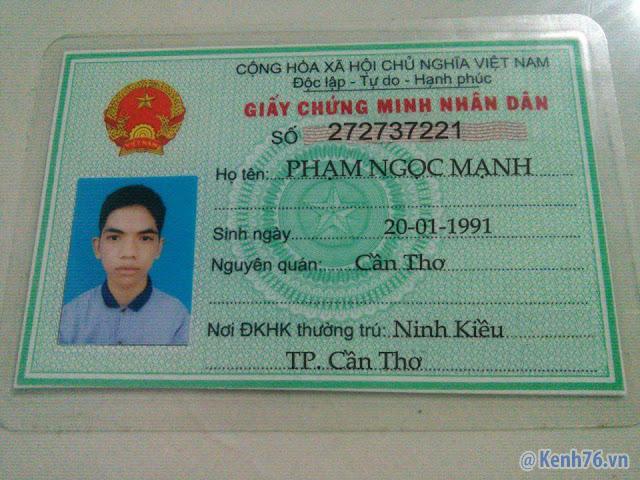 CỘNG HÒA XÃ HỘI CHỦ NGHĨA VIỆT NAM
Độc lập - Tự do - Hạnh phúc
GIẤY CHỨNG MINH NHÂN DÂN
SỐ 272737221
VIỆT NAM
Họ tên: PHẠM NGỌC MẠNH
Sinh ngày 20-01-1991
Nguyên quán: Cần Thơ
Nơi ĐKHK thường trú: Ninh Kiều
TP. Cần Thơ
@Kenh76.vn